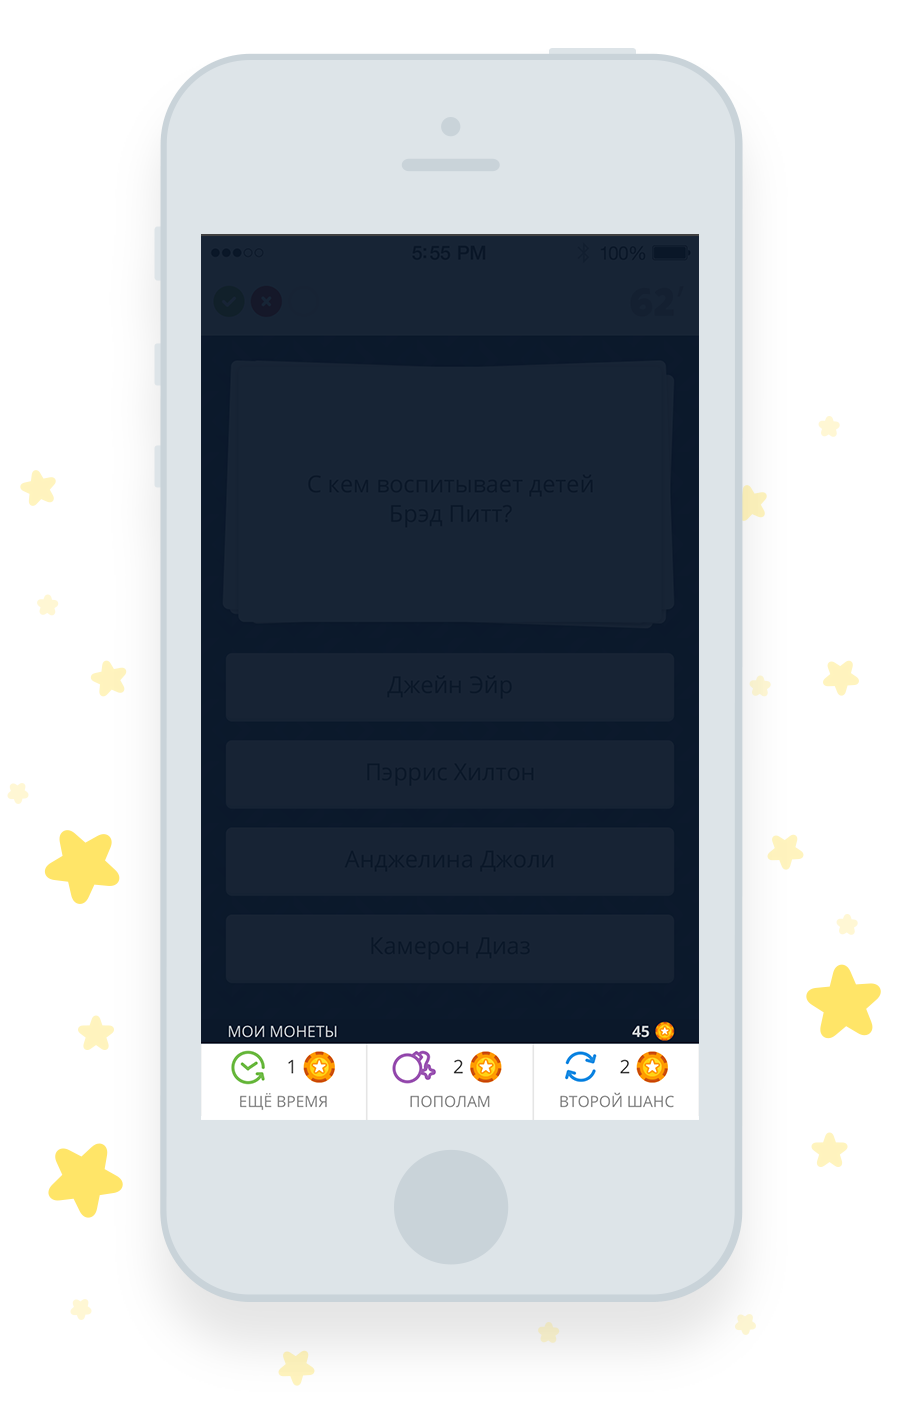 5:55 PM 100%
62
С кем воспитывает детей
Брэд Питт?
Джейн Эйр
Пэррис Хилтон
Анджелина Джоли
Камерон Диаз
МОИ МОНЕТЫ 45
1 2 2
ЕЩЁ ВРЕМЯ ПОПОЛАМ ВТОРОЙ ШАНС